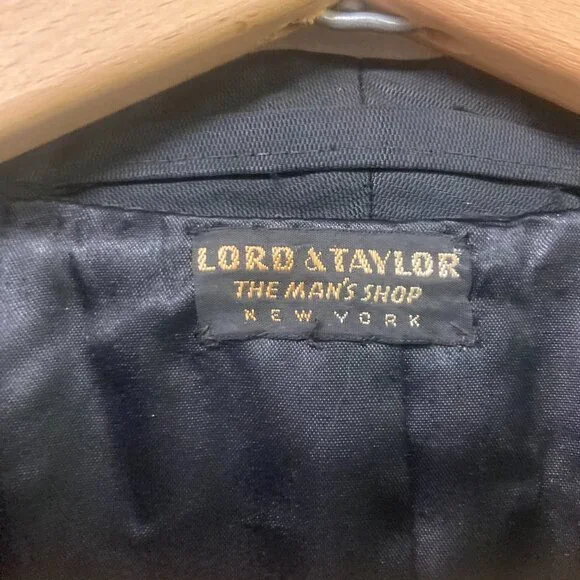 LORD & TAYLOR
THE MAN'S SHOP
NEW YORK